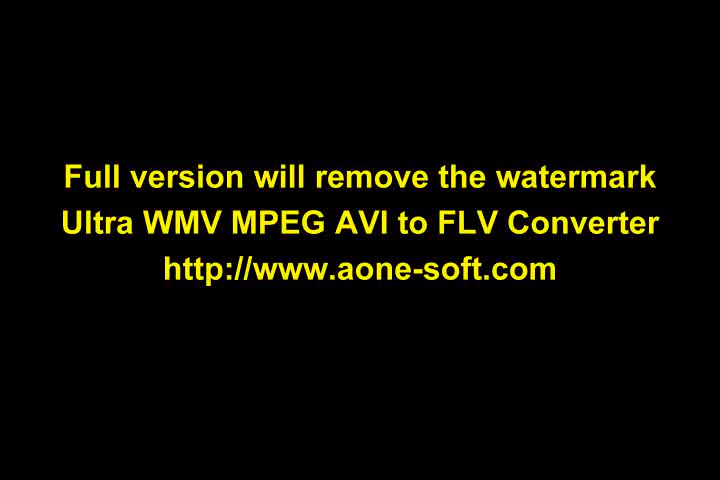 Full version will remove the watermark
Ultra WMV MPEG AVI to FLV Converter
http://www.aone-soft.com